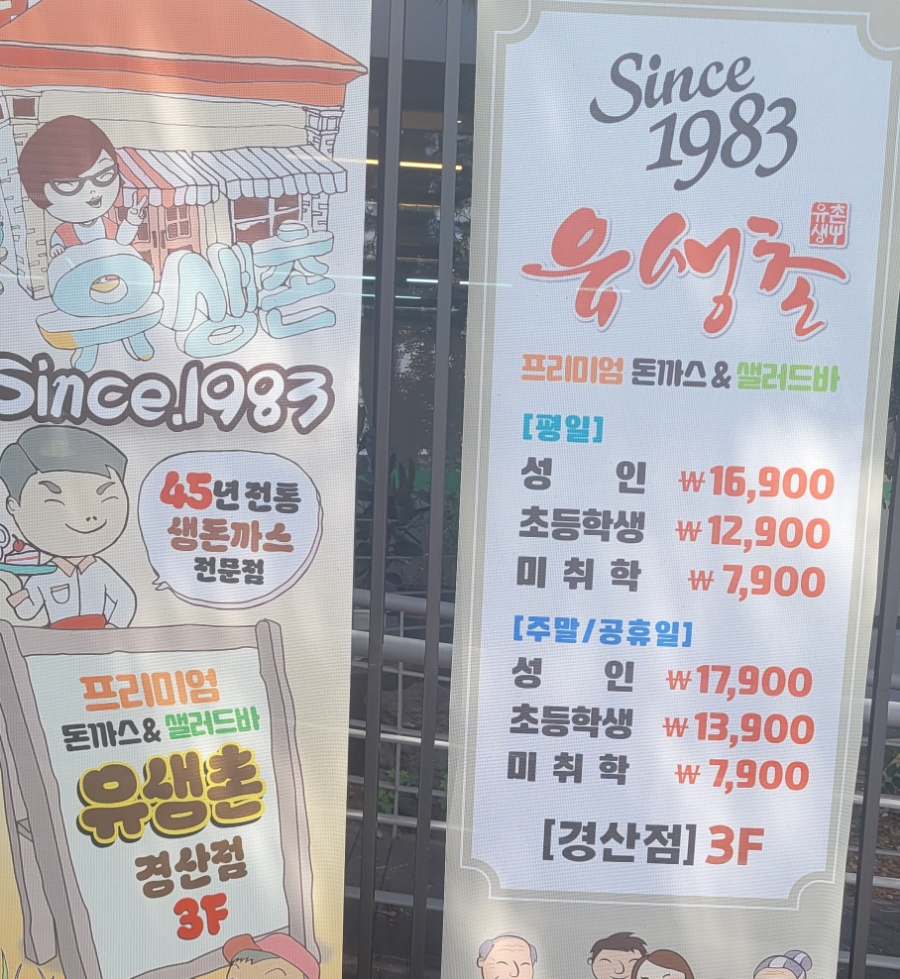 유생촌
Since.1983
45년 전통
생돈까스
전문점
프리미엄
돈까스 & 샐러드바
유생촌
경산점
3F
Since
1983
유생촌
유촌
생
프리미엄 돈까스 & 샐러드바
[평일]
성 인 ₩16,900
초등학생 ₩12,900
미취학 ₩7,900
[주말/공휴일]
성 인 ₩17,900
초등학생 ₩13,900
미취학 ₩7,900
[경산점] 3F